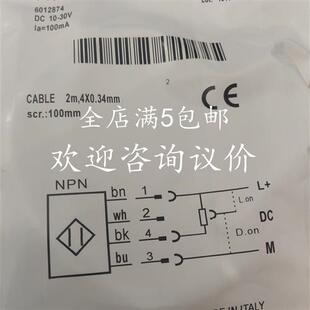 6012874
DC 10-30V
Ia=100mA
2
CABLE 2m,4X0.34mm
scr.:100mm
CE
全店满5包邮
欢迎咨询议价
NPN
bn 1
L+
L.on
wh 2
DC
bk 4
D.on
bu 3
M
IN ITALY